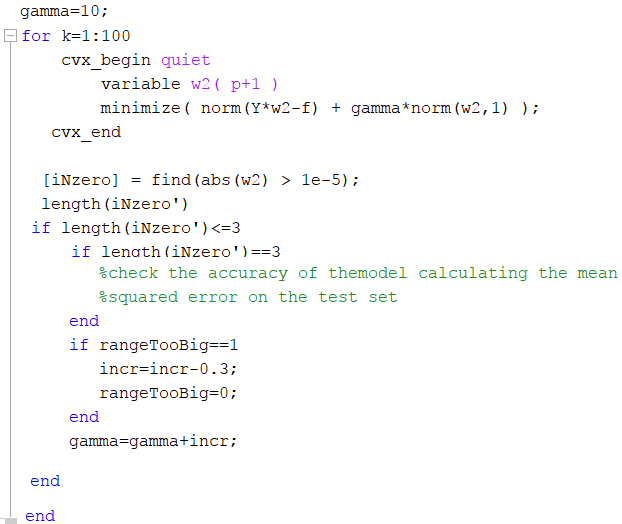 gamma=10;
for k=1:100
cvx_begin quiet
variable w2( p+1 )
minimize( norm(Y*w2-f) + gamma*norm(w2,1) );
cvx_end
[iNzero] = find(abs(w2) > 1e-5);
length(iNzero')
if length(iNzero')<=3
if length(iNzero')==3
%check the accuracy of themodel calculating the mean
%squared error on the test set
end
if rangeTooBig==1
incr=incr-0.3;
rangeTooBig=0;
end
gamma=gamma+incr;
end
end